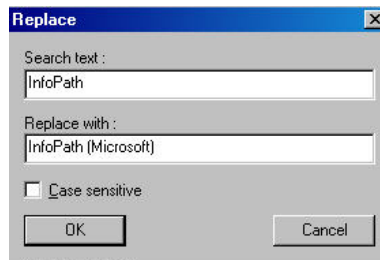 Replace
Search text :
InfoPath
Replace with :
InfoPath (Microsoft)
Case sensitive
OK
Cancel